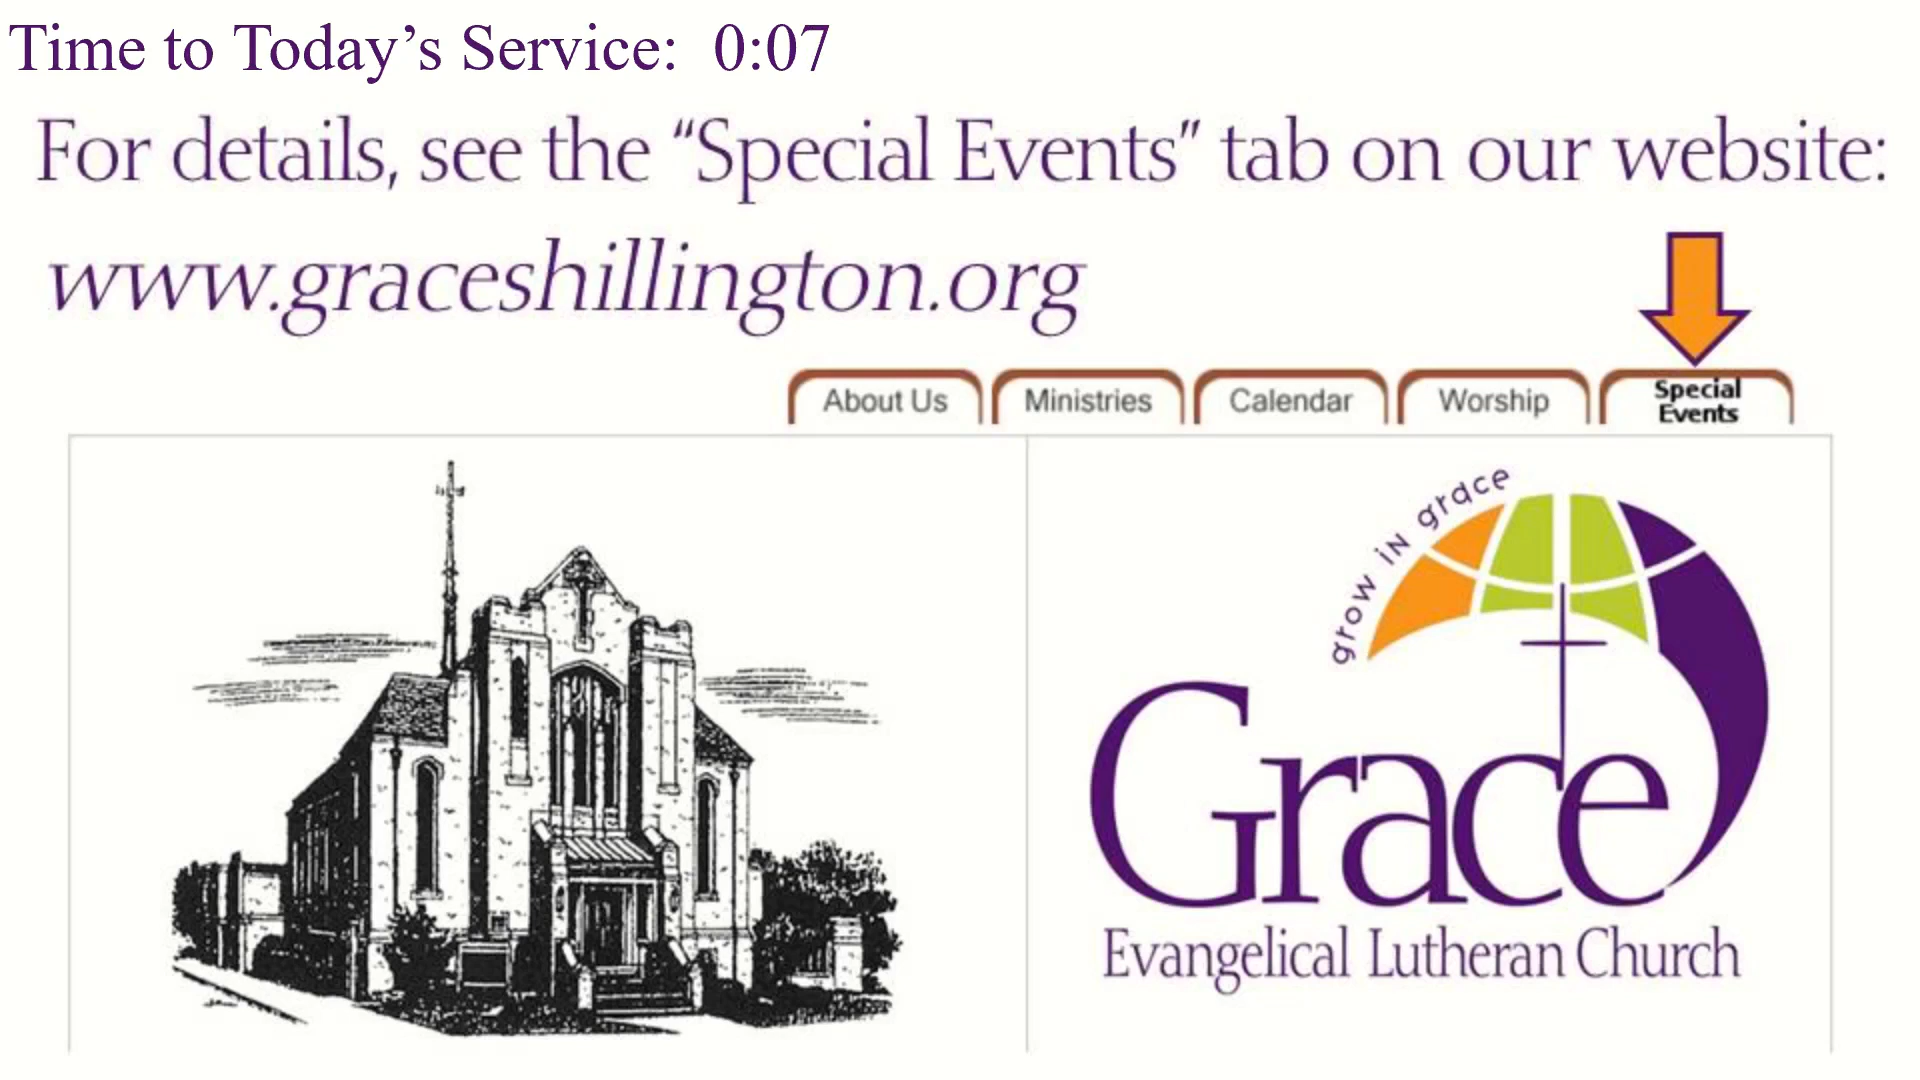 Time to Today’s Service: 0:07
For details, see the “Special Events” tab on our website:
www.graceshillington.org
About Us
Ministries
Calendar
Worship
Special
Events
grow in grace
Grace
Evangelical Lutheran Church